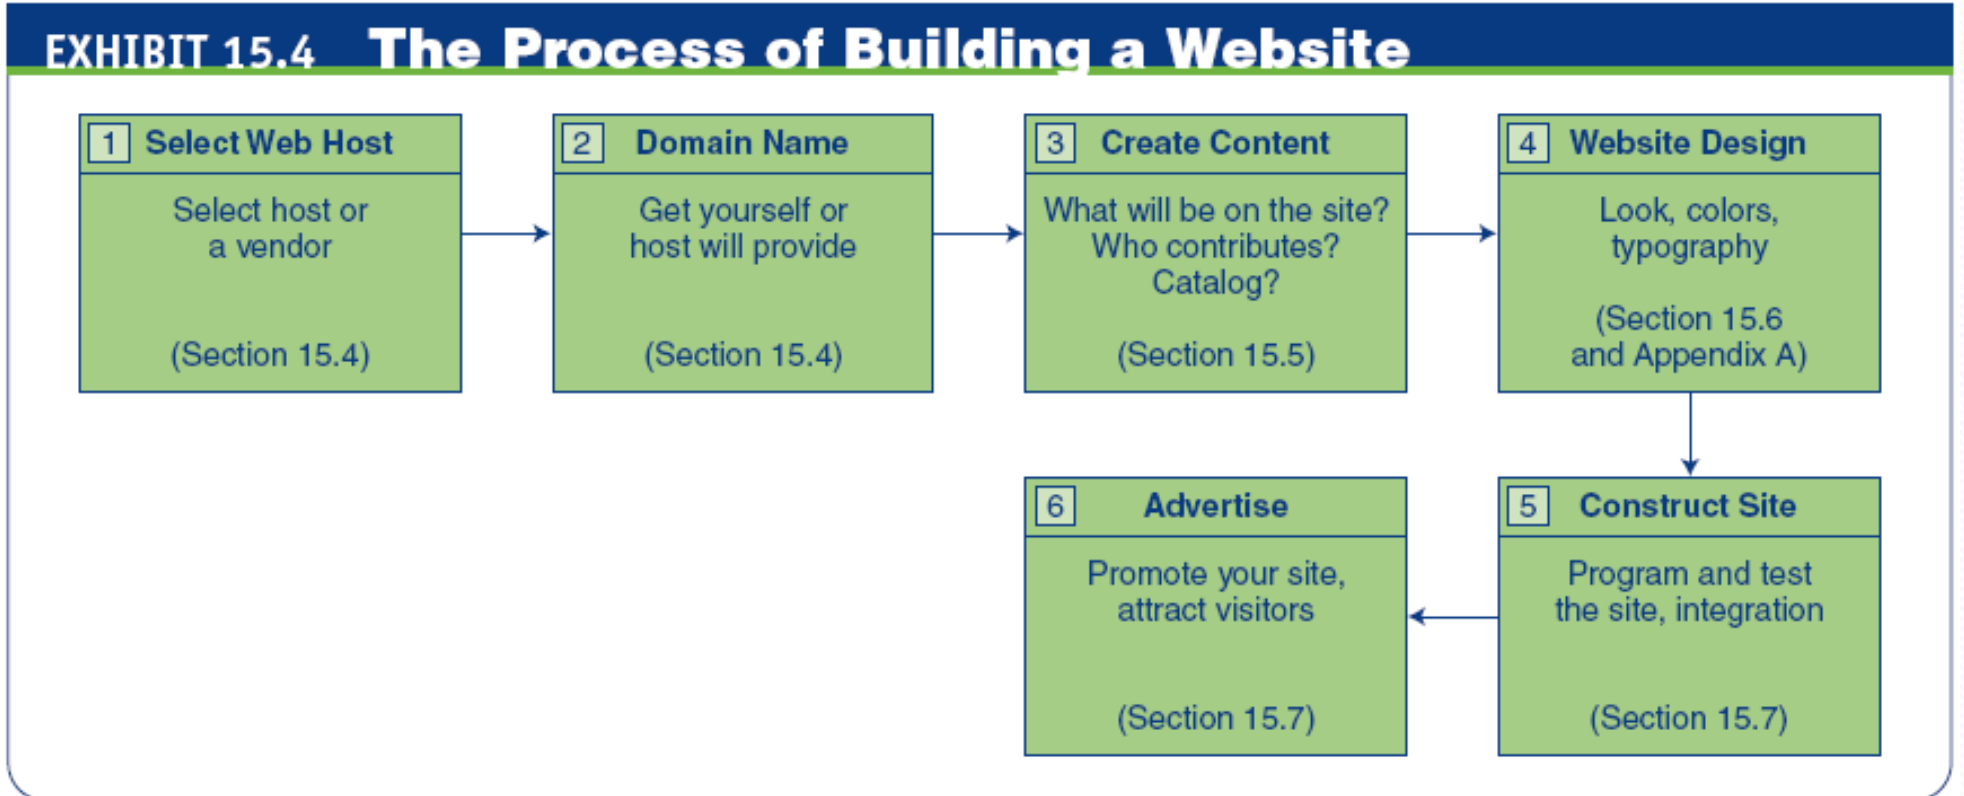 EXHIBIT 15.4 The Process of Building a Website
1 Select Web Host
Select host or
a vendor
(Section 15.4)
2 Domain Name
Get yourself or
host will provide
(Section 15.4)
3 Create Content
What will be on the site?
Who contributes?
Catalog?
(Section 15.5)
4 Website Design
Look, colors,
typography
(Section 15.6
and Appendix A)
5 Construct Site
Program and test
the site, integration
(Section 15.7)
6 Advertise
Promote your site,
attract visitors
(Section 15.7)